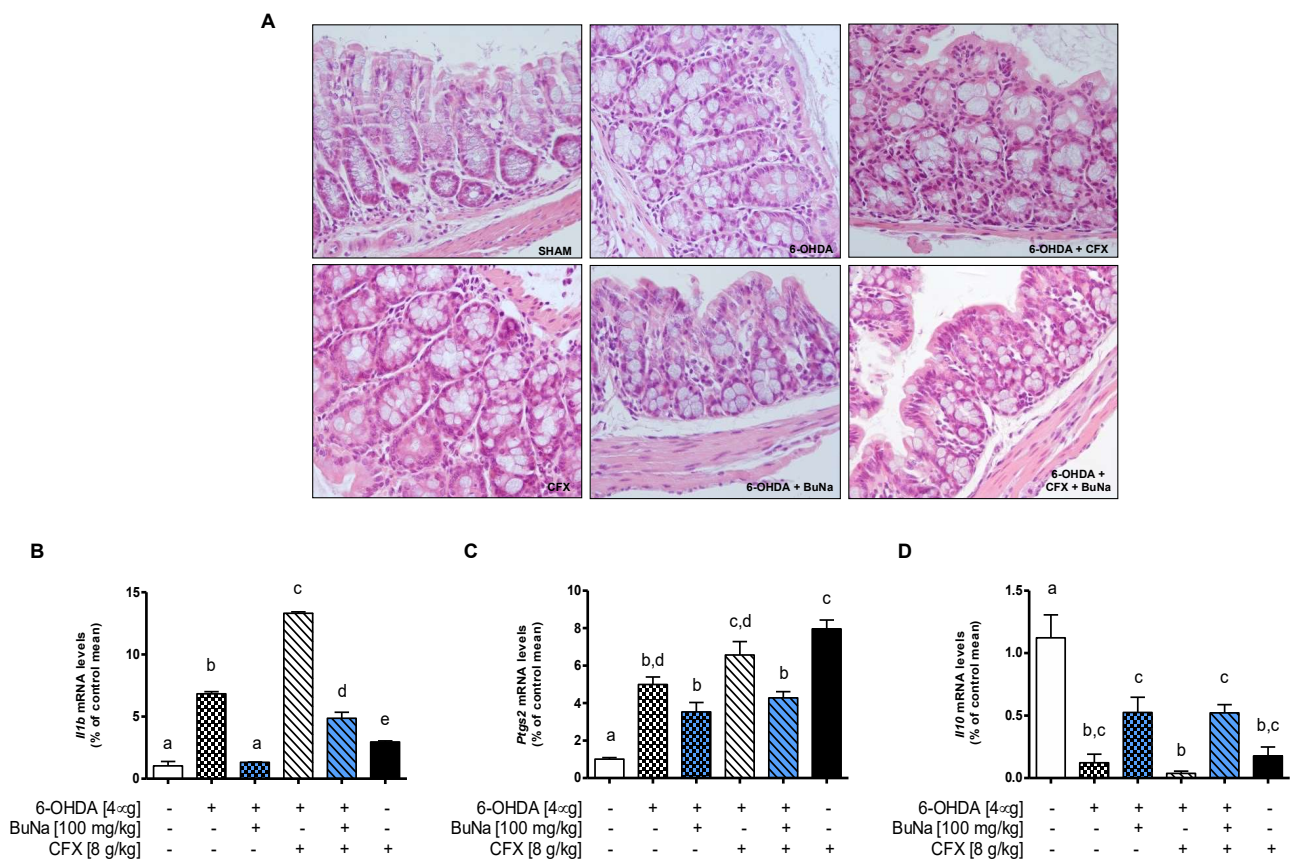 A
SHAM
6-OHDA
6-OHDA + CFX
CFX
6-OHDA + BuNa
6-OHDA +
CFX + BuNa
B
Il1b mRNA levels
(% of control mean)
15
10
5
0
a
b
a
c
d
e
6-OHDA [4∝g] - + + + + -
BuNa [100 mg/kg] - - + - + -
CFX [8 g/kg] - - - + + +
C
Ptgs2 mRNA levels
(% of control mean)
10
8
6
4
2
0
a
b,d
b
c,d
b
c
6-OHDA [4∝g] - + + + + -
BuNa [100 mg/kg] - - + - + -
CFX [8 g/kg] - - - + + +
D
Il10 mRNA levels
(% of control mean)
1.5
1.0
0.5
0.0
a
b,c
c
b
c
b,c
6-OHDA [4∝g] - + + + + -
BuNa [100 mg/kg] - - + - + -
CFX [8 g/kg] - - - + + +